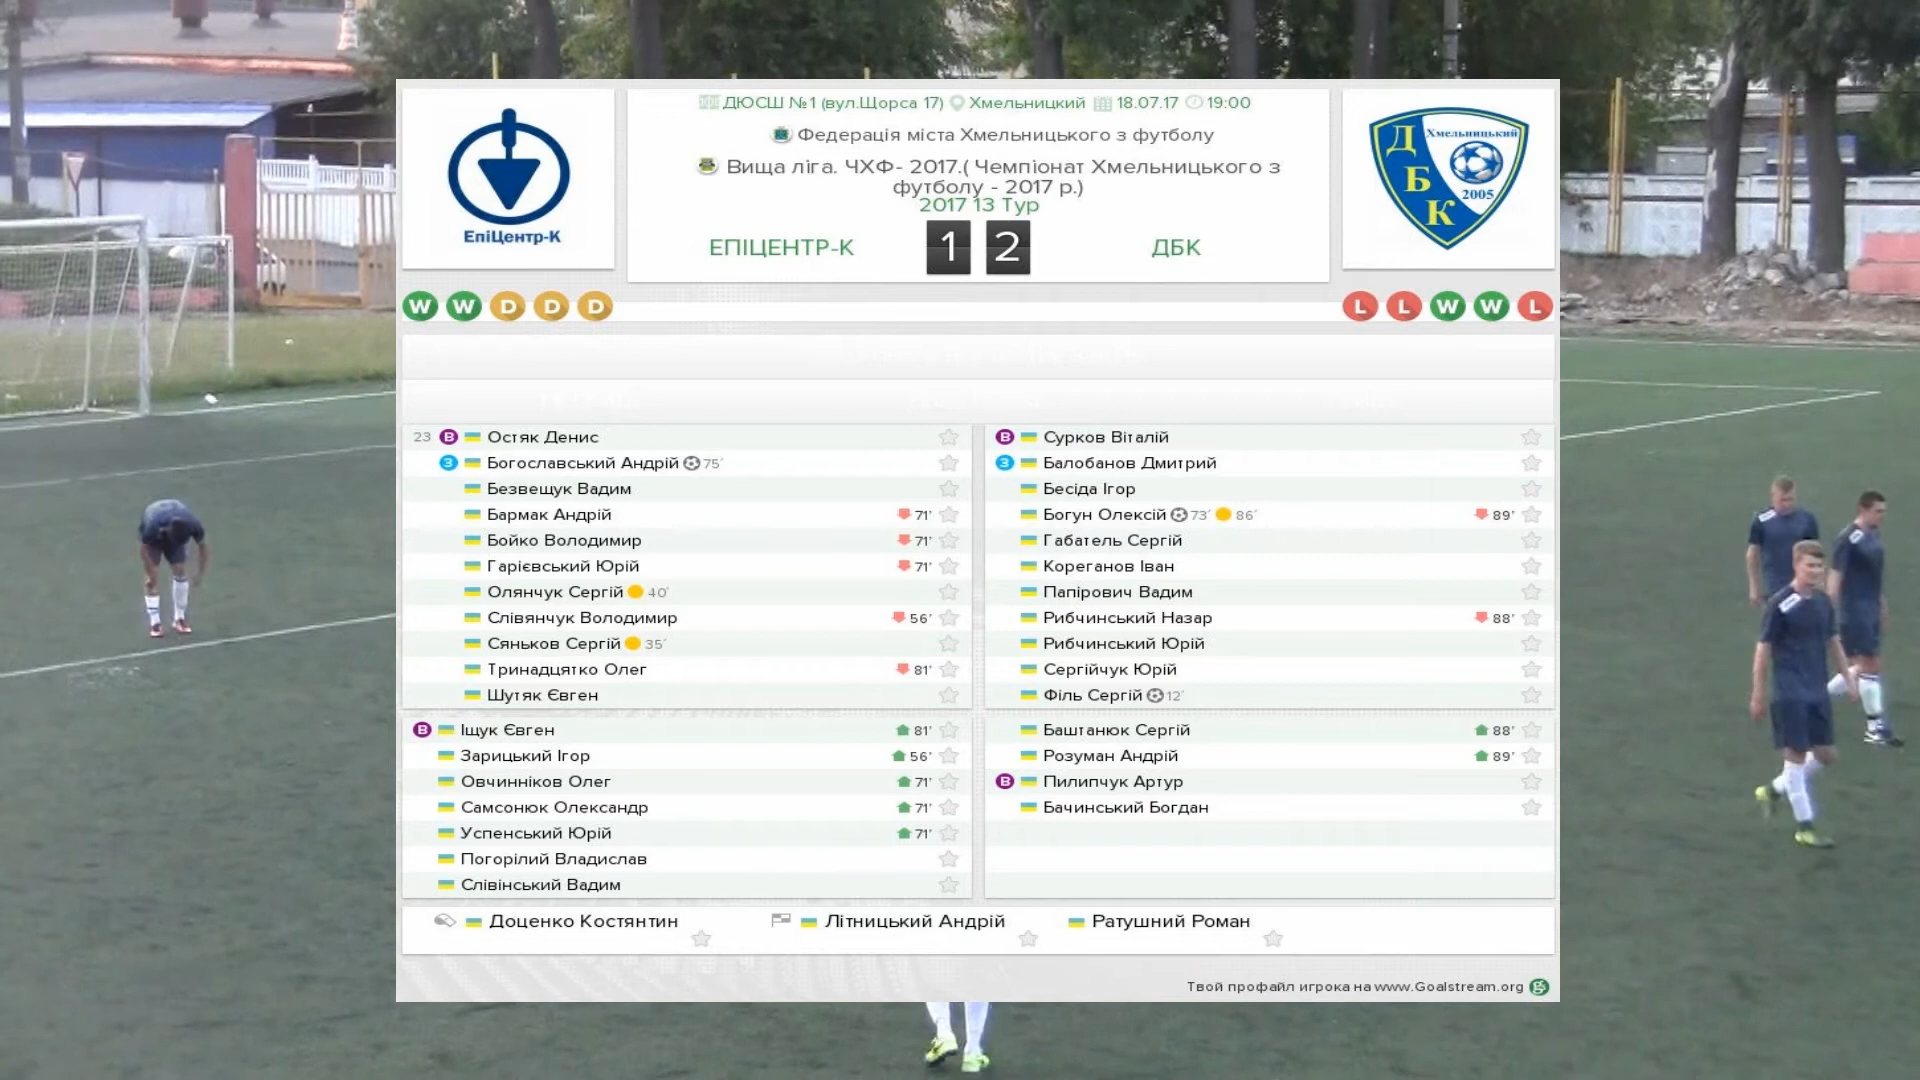 ДЮСШ №1 (вул.Щорса 17) Хмельницкий 18.07.17 19:00
Федерація міста Хмельницького з футболу
Вища ліга. ЧХФ- 2017.( Чемпіонат Хмельницького з
футболу - 2017 р.)
2017 13 Тур
ЕПІЦЕНТР-К 1 2 ДБК
ЕпіЦентр-К
Хмельницький
Д
Б
К
2005
W W D D D
L L W W L
23 В Остяк Денис
З Богославський Андрій 75'
Безвещук Вадим
Бармак Андрій 71'
Бойко Володимир 71'
Гарієвський Юрій 71'
Олянчук Сергій 40'
Слівянчук Володимир 56'
Сяньков Сергій 35'
Тринадцятко Олег 81'
Шутяк Євген
В Сурков Віталій
З Балобанов Дмитрий
Бесіда Ігор
Богун Олексій 73' 86' 89'
Габатель Сергій
Кореганов Іван
Папірович Вадим
Рибчинський Назар 88'
Рибчинський Юрій
Сергійчук Юрій
Філь Сергій 12'
В Іщук Євген 81'
Зарицький Ігор 56'
Овчинніков Олег 71'
Самсонюк Олександр 71'
Успенський Юрій 71'
Погорілий Владислав
Слівінський Вадим
Баштанюк Сергій 88'
Розуман Андрій 89'
В Пилипчук Артур
Бачинський Богдан
Доценко Костянтин Літницький Андрій Ратушний Роман
Твой профайл игрока на www.Goalstream.org g